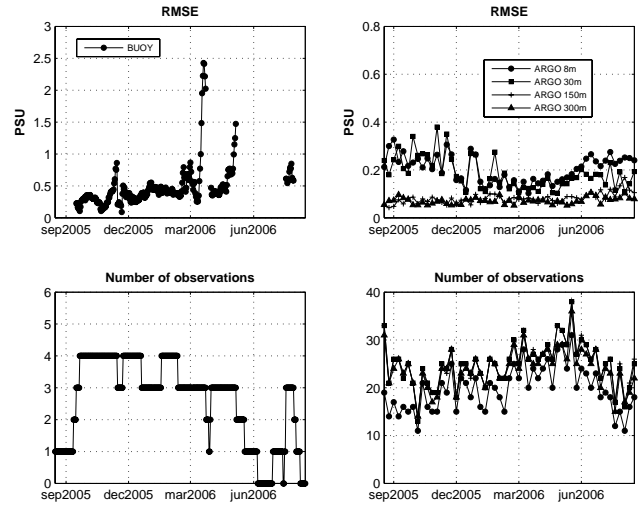 RMSE
3
2.5
2
1.5
1
0.5
0
PSU
BUOY
sep2005 dec2005 mar2006 jun2006
RMSE
0.8
0.6
0.4
0.2
0
PSU
ARGO 8m
ARGO 30m
ARGO 150m
ARGO 300m
sep2005 dec2005 mar2006 jun2006
Number of observations
6
5
4
3
2
1
0
sep2005 dec2005 mar2006 jun2006
Number of observations
40
30
20
10
0
sep2005 dec2005 mar2006 jun2006